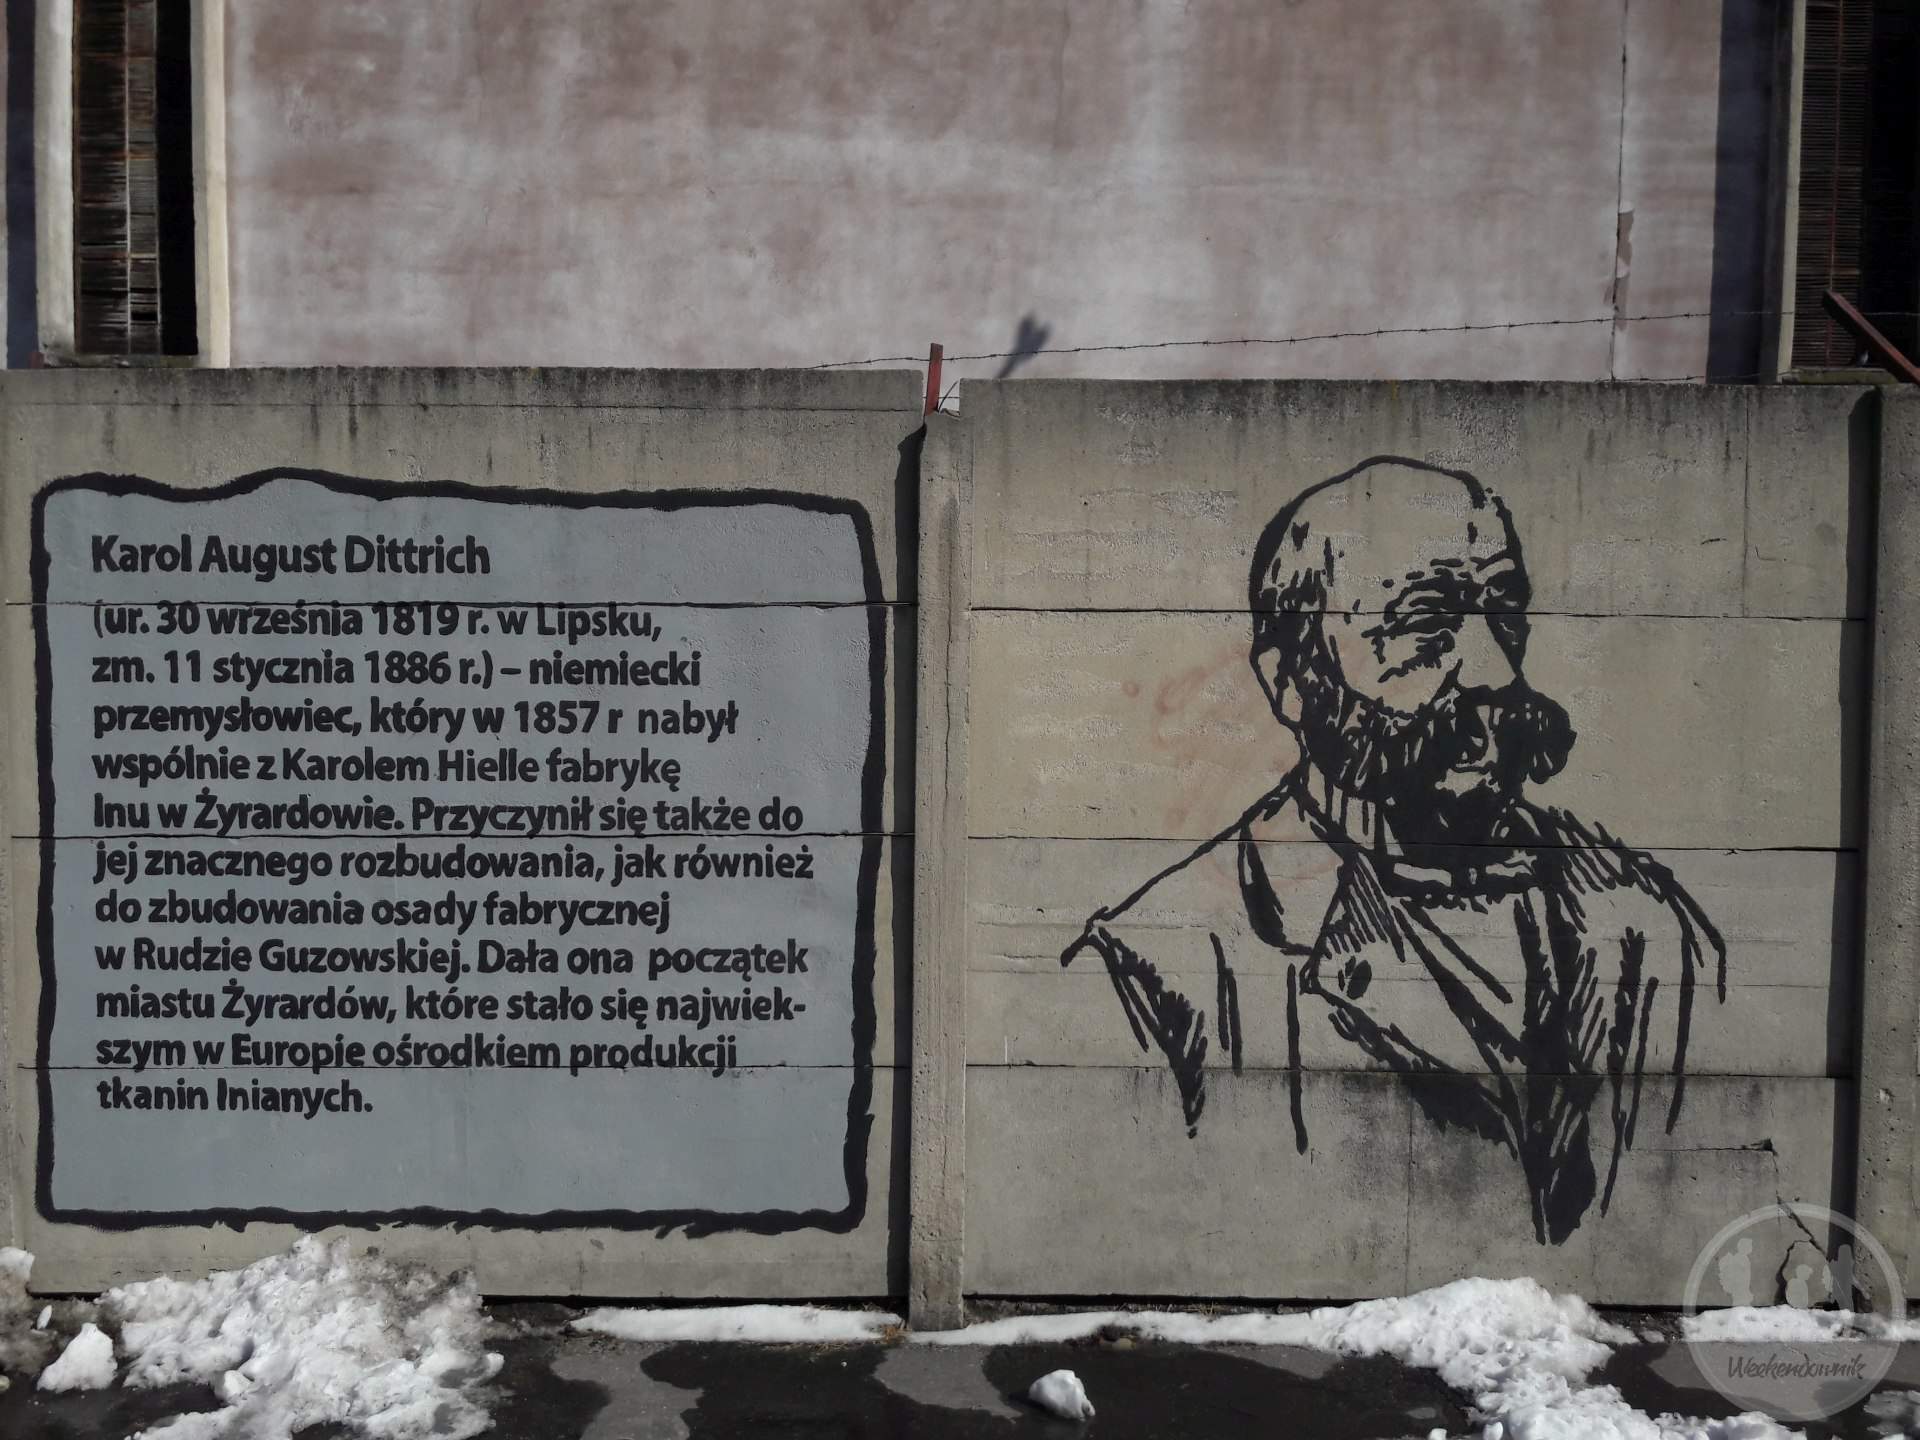 Karol August Dittrich
(ur. 30 września 1819 r. w Lipsku,
zm. 11 stycznia 1886 r.) – niemiecki
przemysłowiec, który w 1857 r nabył
wspólnie z Karolem Hielle fabrykę
lnu w Żyrardowie. Przyczynił się także do
jej znacznego rozbudowania, jak również
do zbudowania osady fabrycznej
w Rudzie Guzowskiej. Dała ona początek
miastu Żyrardów, które stało się najwiek-
szym w Europie ośrodkiem produkcji
tkanin lnianych.
Weekendownik